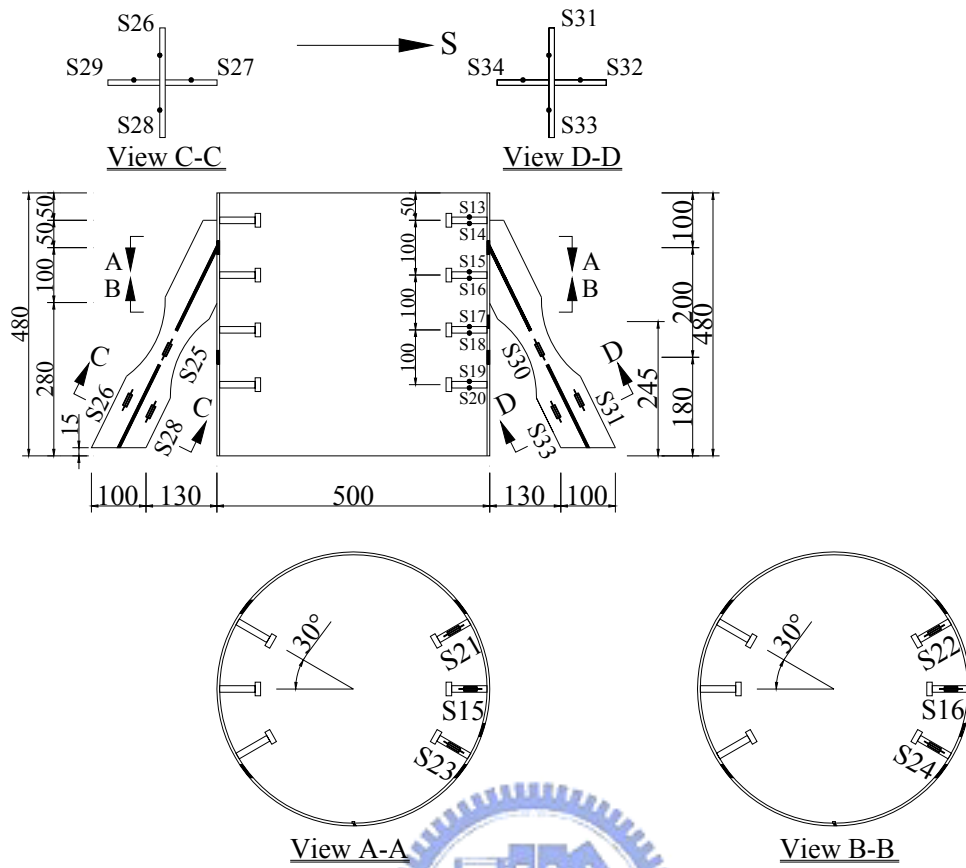 S26
S29
S27
S28
View C-C
S
S31
S34
S32
S33
View D-D
50
50
100
280
480
15
A
B
C
S26
S25
S28
C
50
100
100
100
S13
S14
S15
S16
S17
S18
S19
S20
A
B
D
S30
S31
S33
D
100
200
180
245
480
100
130
500
130
100
30°
S21
S15
S23
View A-A
30°
S22
S16
S24
View B-B